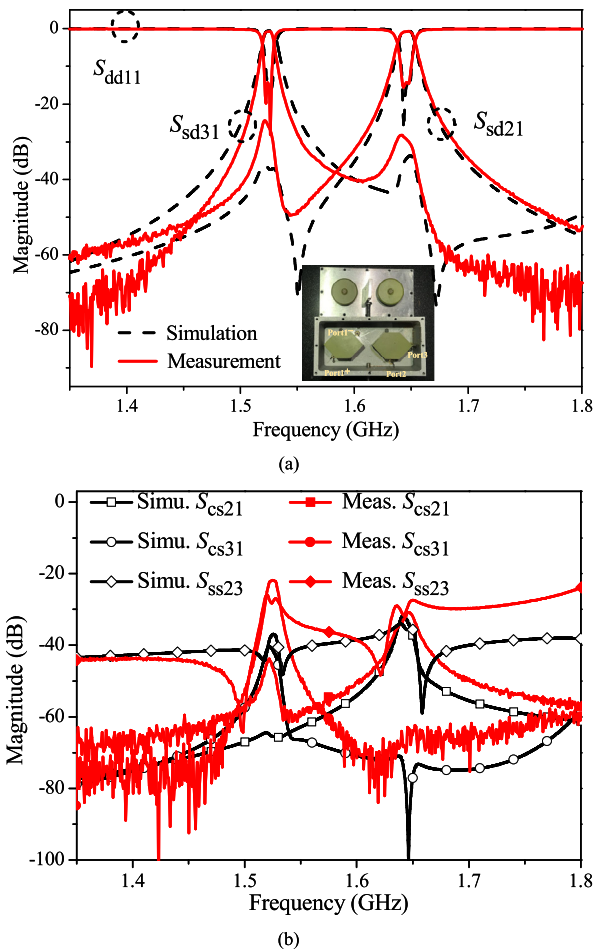 (a)
0
-20
-40
-60
-80
Magnitude (dB)
Sdd11
Ssd31
Ssd21
Simulation
Measurement
Port1
Port3
Port1
Port2
1.4
1.5
1.6
1.7
1.8
Frequency (GHz)
(a)
Simu. Scs21
Meas. Scs21
Simu. Scs31
Meas. Scs31
Simu. Sss23
Meas. Sss23
0
-20
-40
-60
-80
-100
Magnitude (dB)
1.4
1.5
1.6
1.7
1.8
Frequency (GHz)
(b)